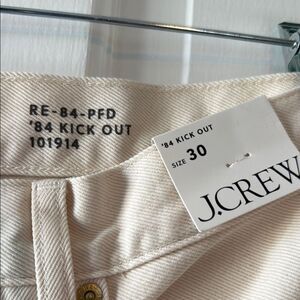 RE-84-PFD
'84 KICK OUT
101914
'84 KICK OUT
SIZE 30
J.CREW